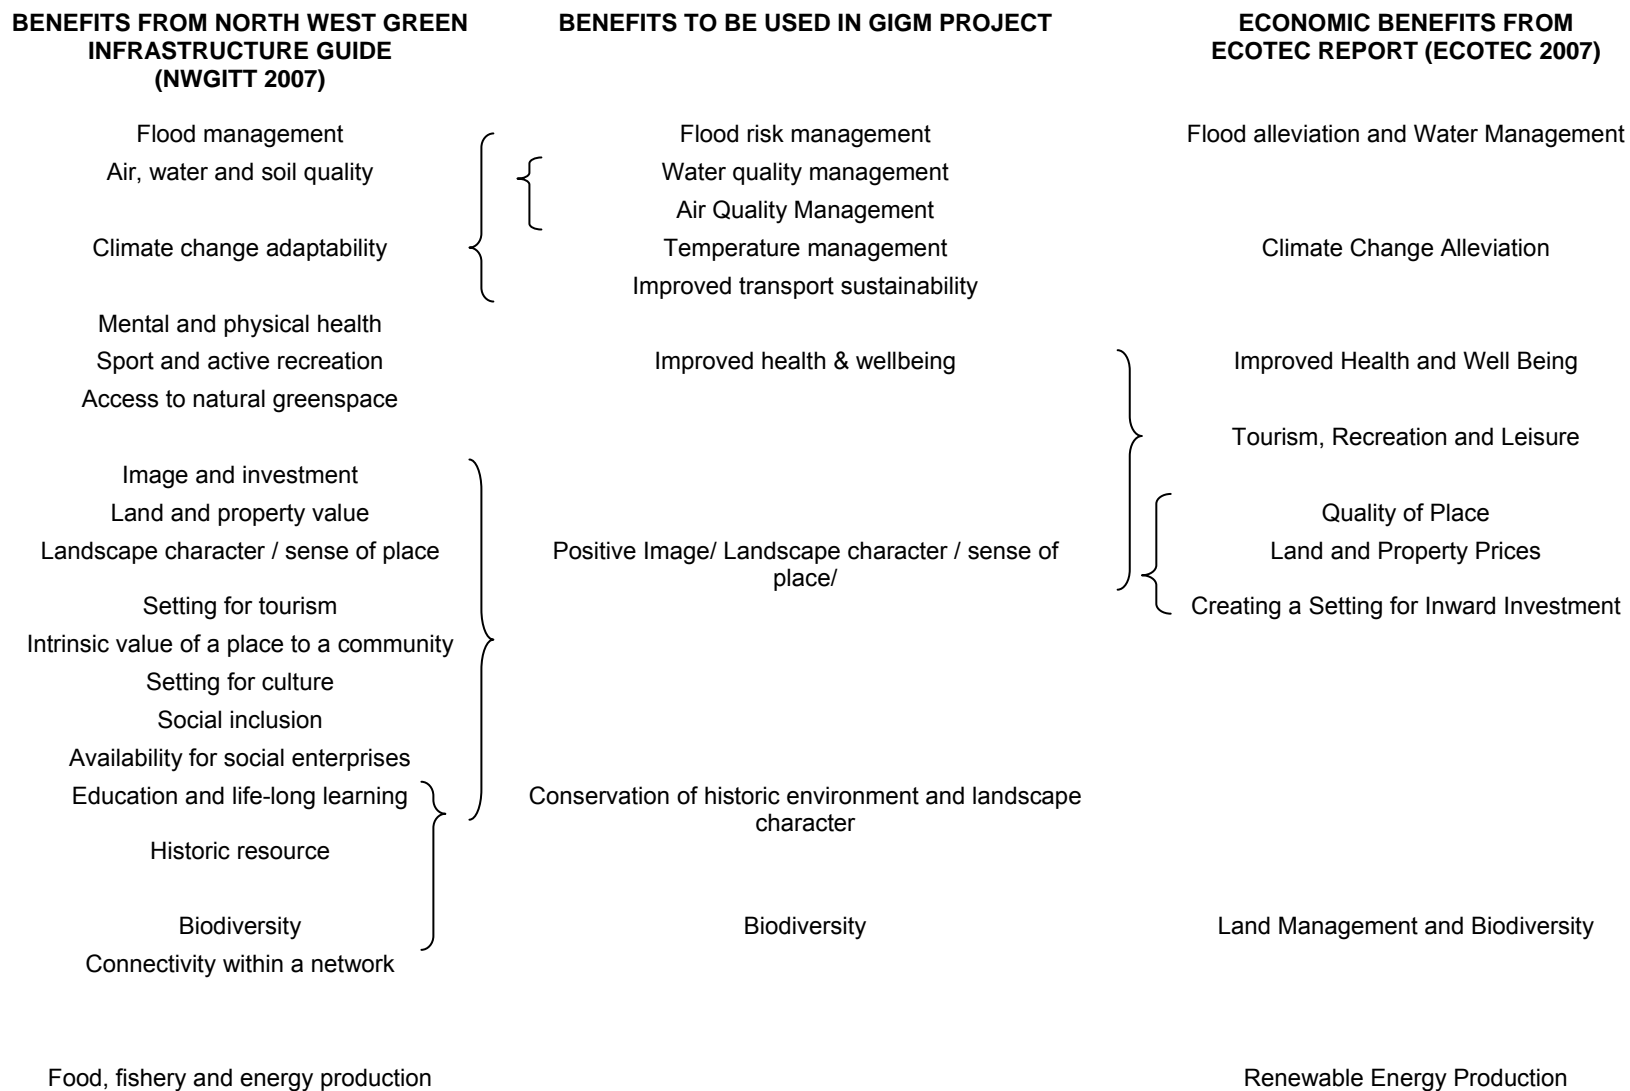 BENEFITS FROM NORTH WEST GREEN
INFRASTRUCTURE GUIDE
(NWGITT 2007)
Flood management
Air, water and soil quality
Climate change adaptability
Mental and physical health
Sport and active recreation
Access to natural greenspace
Image and investment
Land and property value
Landscape character / sense of place
Setting for tourism
Intrinsic value of a place to a community
Setting for culture
Social inclusion
Availability for social enterprises
Education and life-long learning
Historic resource
Biodiversity
Connectivity within a network
Food, fishery and energy production
BENEFITS TO BE USED IN GIGM PROJECT
Flood risk management
Water quality management
Air Quality Management
Temperature management
Improved transport sustainability
Improved health & wellbeing
Positive Image/ Landscape character / sense of
place/
Conservation of historic environment and landscape
character
Biodiversity
ECONOMIC BENEFITS FROM
ECOTEC REPORT (ECOTEC 2007)
Flood alleviation and Water Management
Climate Change Alleviation
Improved Health and Well Being
Tourism, Recreation and Leisure
Quality of Place
Land and Property Prices
Creating a Setting for Inward Investment
Land Management and Biodiversity
Renewable Energy Production